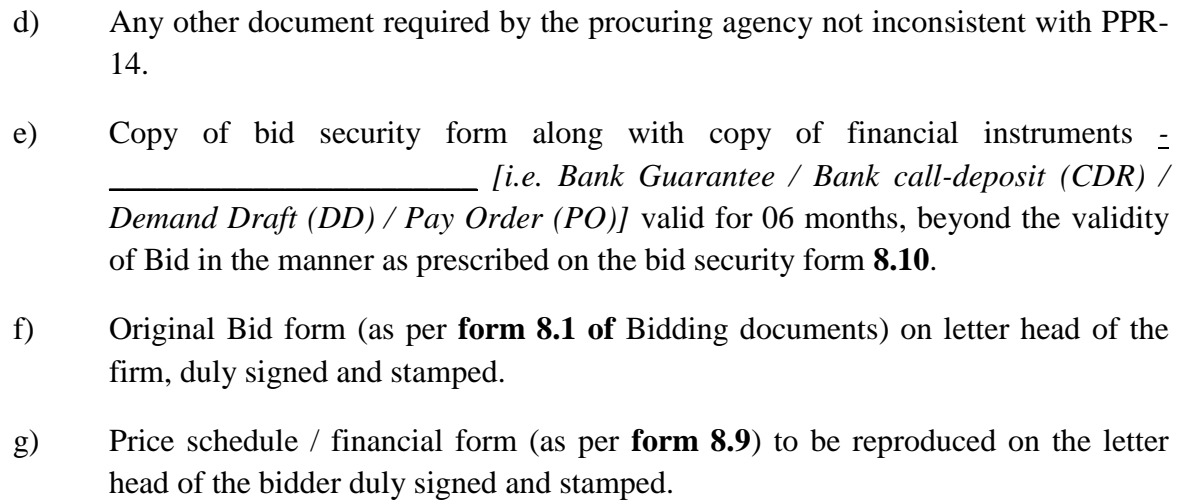 d) Any other document required by the procuring agency not inconsistent with PPR-
14.
e) Copy of bid security form along with copy of financial instruments -
_______________________ [i.e. Bank Guarantee / Bank call-deposit (CDR) /
Demand Draft (DD) / Pay Order (PO)] valid for 06 months, beyond the validity
of Bid in the manner as prescribed on the bid security form 8.10.
f) Original Bid form (as per form 8.1 of Bidding documents) on letter head of the
firm, duly signed and stamped.
g) Price schedule / financial form (as per form 8.9) to be reproduced on the letter
head of the bidder duly signed and stamped.